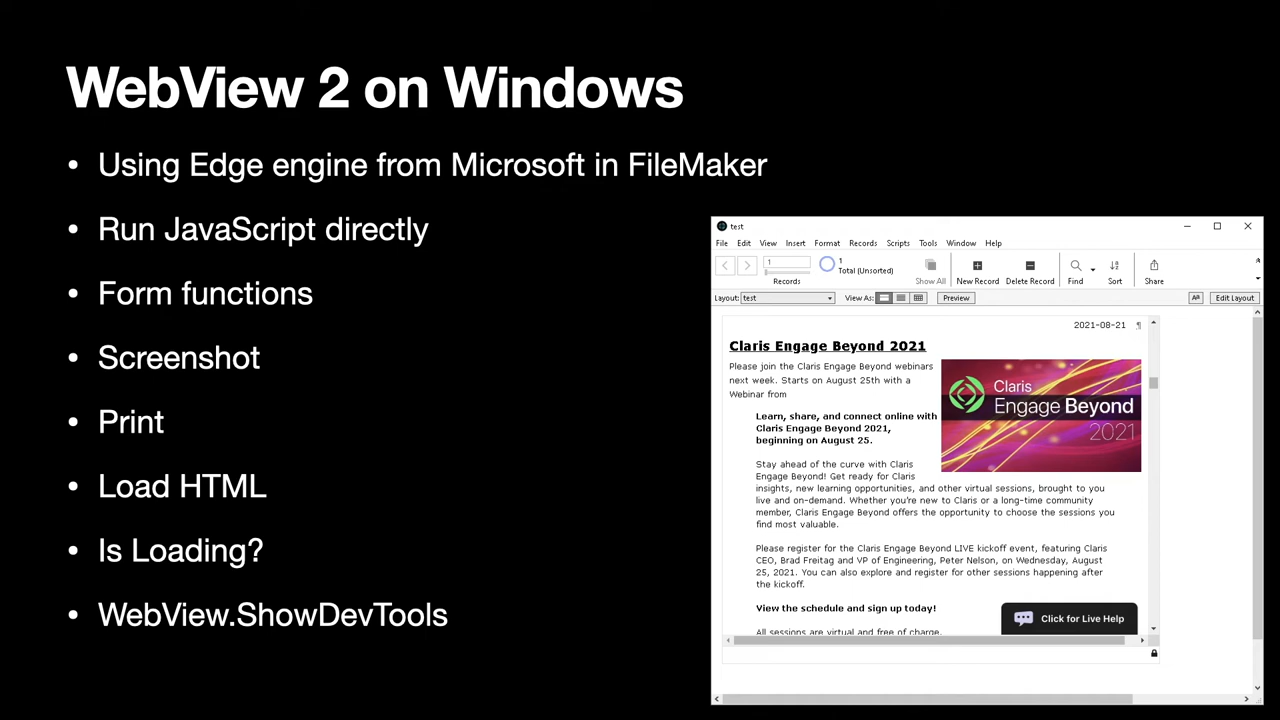 WebView 2 on Windows
• Using Edge engine from Microsoft in FileMaker
• Run JavaScript directly
• Form functions
• Screenshot
• Print
• Load HTML
• Is Loading?
• WebView.ShowDevTools
test
File Edit View Insert Format Records Scripts Tools Window Help
1
1
Total (Unsorted)
Records Show All New Record Delete Record Find Sort Share
Layout: test View As: Preview Aª Edit Layout
2021-08-21 ¶
Claris Engage Beyond 2021
Please join the Claris Engage Beyond webinars
next week. Starts on August 25th with a
Webinar from
Claris
Engage Beyond
2021
Learn, share, and connect online with
Claris Engage Beyond 2021,
beginning on August 25.
Stay ahead of the curve with Claris
Engage Beyond! Get ready for Claris
insights, new learning opportunities, and other virtual sessions, brought to you
live and on-demand. Whether you're new to Claris or a long-time community
member, Claris Engage Beyond offers the opportunity to choose the sessions you
find most valuable.
Please register for the Claris Engage Beyond LIVE kickoff event, featuring Claris
CEO, Brad Freitag and VP of Engineering, Peter Nelson, on Wednesday, August
25, 2021. You can also explore and register for other sessions happening after
the kickoff.
View the schedule and sign up today!
All sessions are virtual and free of charge.
Click for Live Help